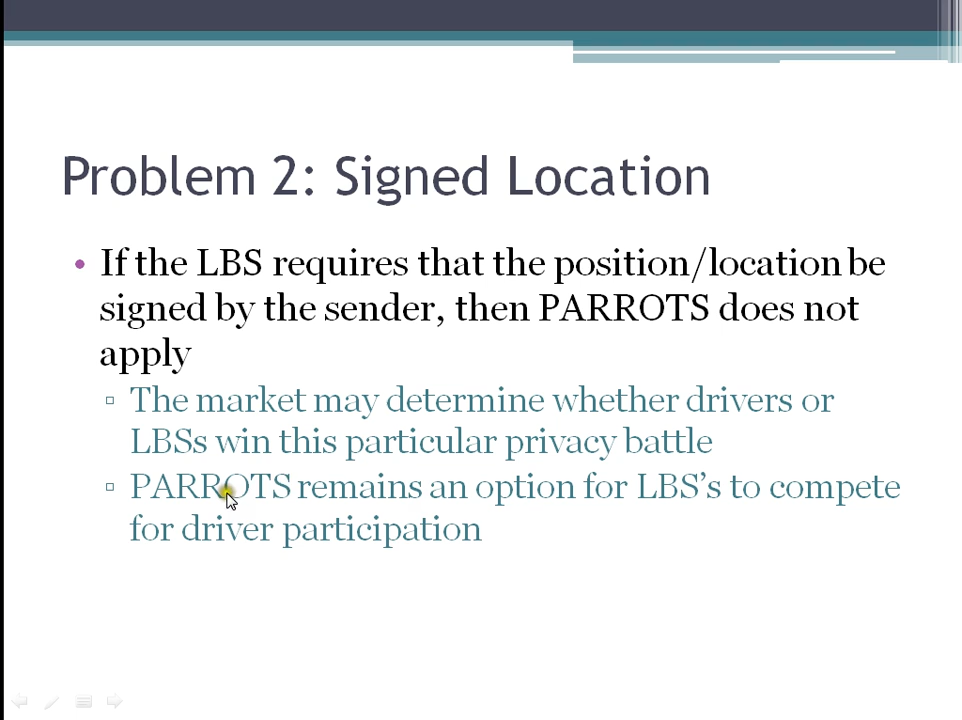 Problem 2: Signed Location
• If the LBS requires that the position/location be
signed by the sender, then PARROTS does not
apply
▫ The market may determine whether drivers or
LBSs win this particular privacy battle
▫ PARROTS remains an option for LBS’s to compete
for driver participation